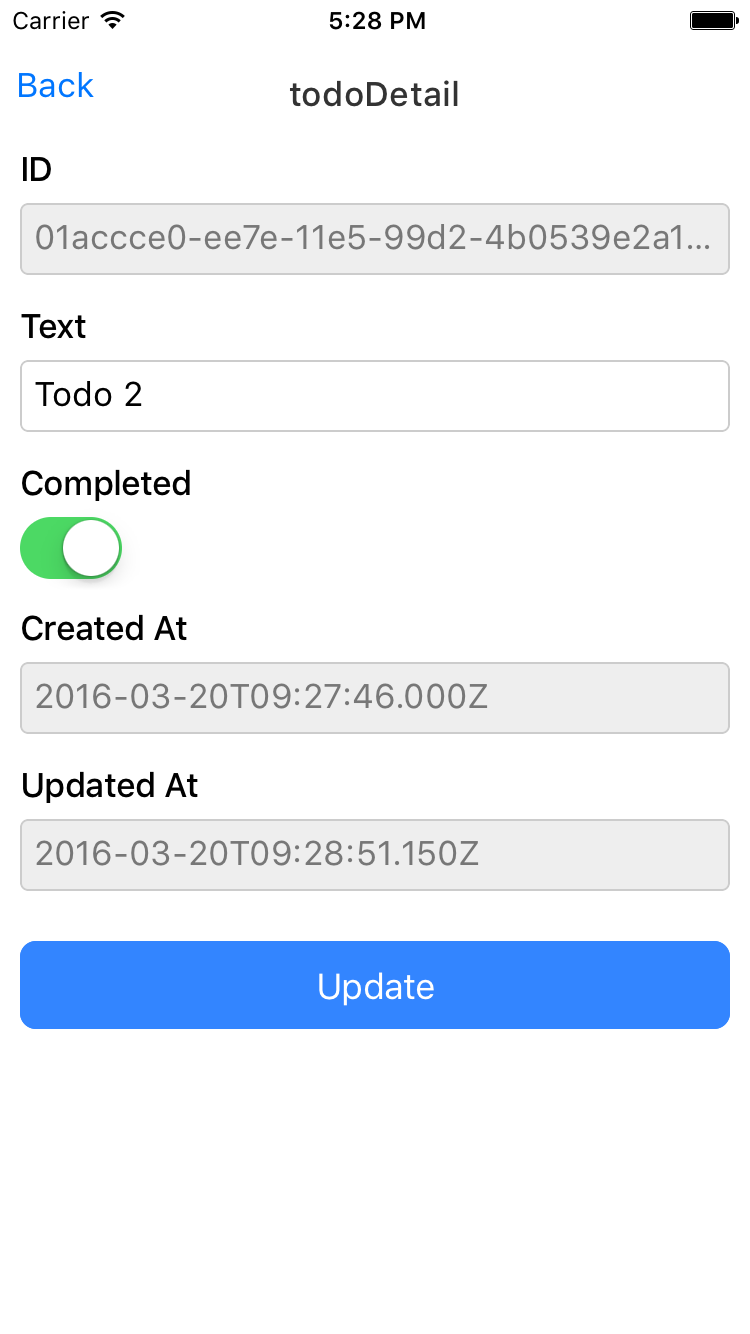 Carrier 5:28 PM
Back todoDetail
ID
01accce0-ee7e-11e5-99d2-4b0539e2a1...
Text
Todo 2
Completed
Created At
2016-03-20T09:27:46.000Z
Updated At
2016-03-20T09:28:51.150Z
Update